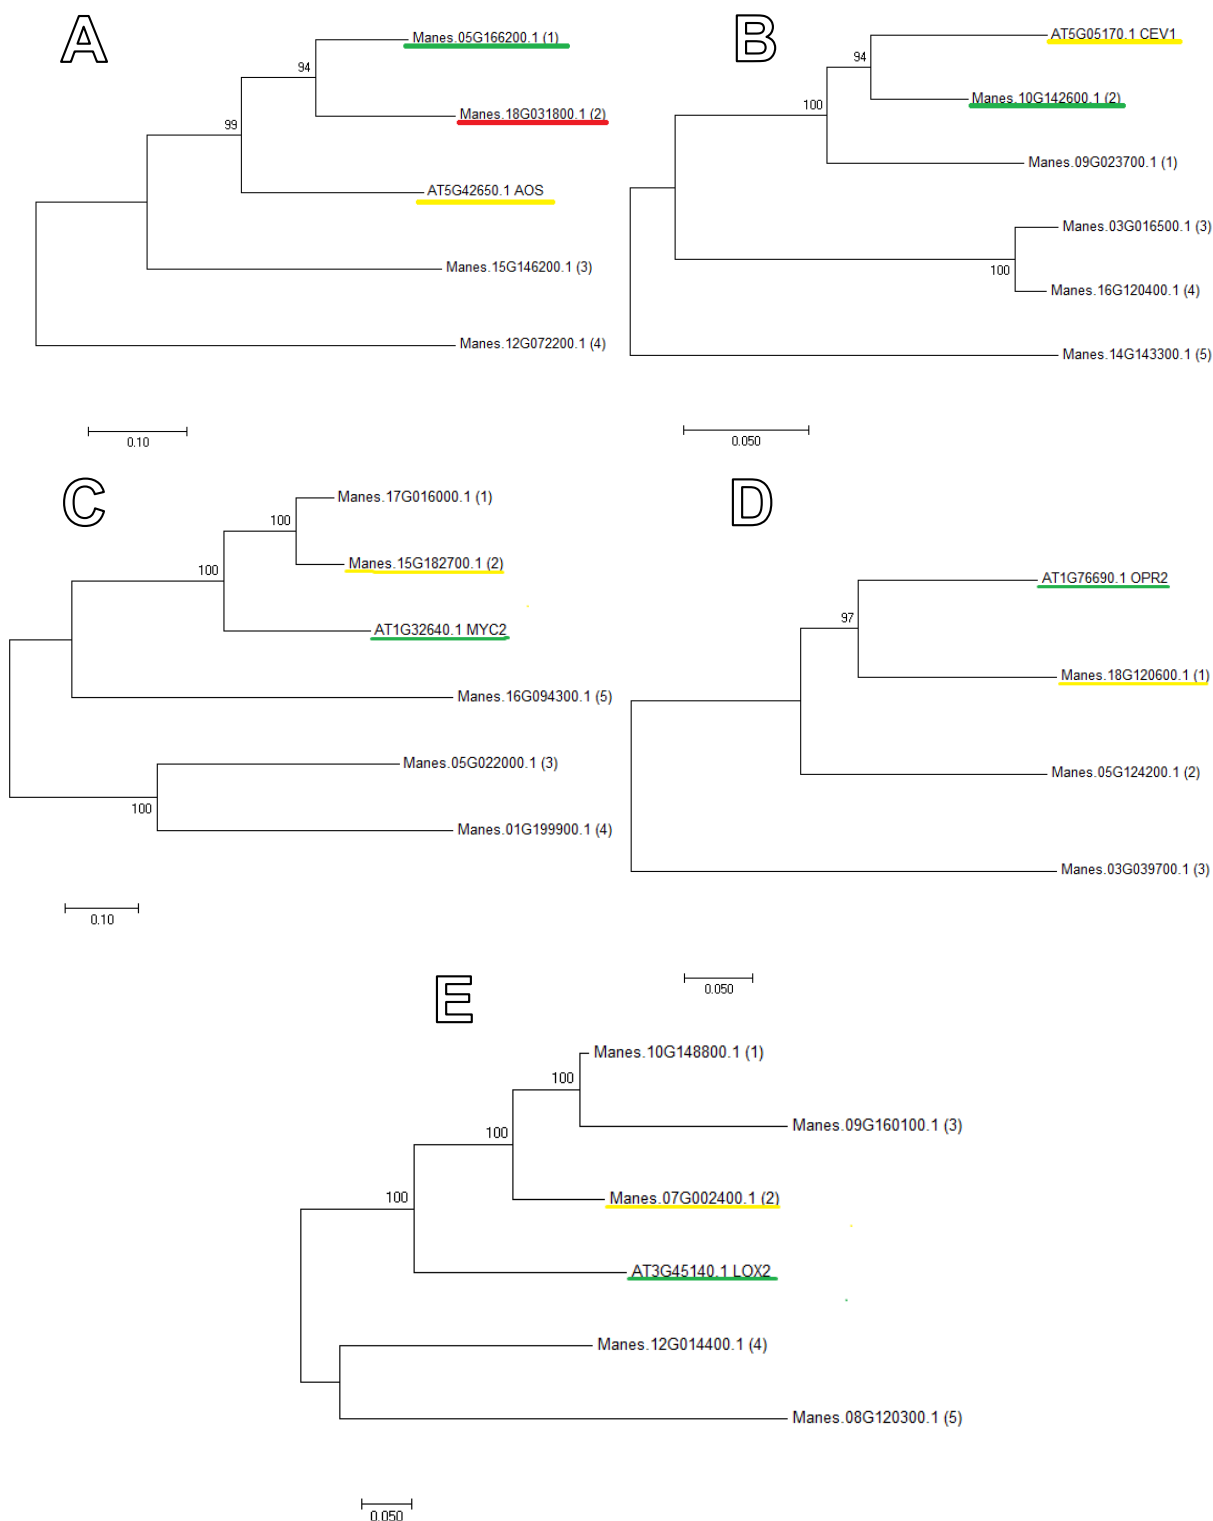 A
Manes.05G166200.1 (1)
94
Manes.18G031800.1 (2)
99
AT5G42650.1 AOS
Manes.15G146200.1 (3)
Manes.12G072200.1 (4)
0.10
B
AT5G05170.1 CEV1
94
Manes.10G142600.1 (2)
100
Manes.09G023700.1 (1)
Manes.03G016500.1 (3)
100
Manes.16G120400.1 (4)
Manes.14G143300.1 (5)
0.050
C
Manes.17G016000.1 (1)
100
Manes.15G182700.1 (2)
100
AT1G32640.1 MYC2
Manes.16G094300.1 (5)
Manes.05G022000.1 (3)
100
Manes.01G199900.1 (4)
0.10
D
AT1G76690.1 OPR2
97
Manes.18G120600.1 (1)
Manes.05G124200.1 (2)
Manes.03G039700.1 (3)
0.050
E
Manes.10G148800.1 (1)
100
Manes.09G160100.1 (3)
100
Manes.07G002400.1 (2)
100
AT3G45140.1 LOX2
Manes.12G014400.1 (4)
Manes.08G120300.1 (5)
0.050